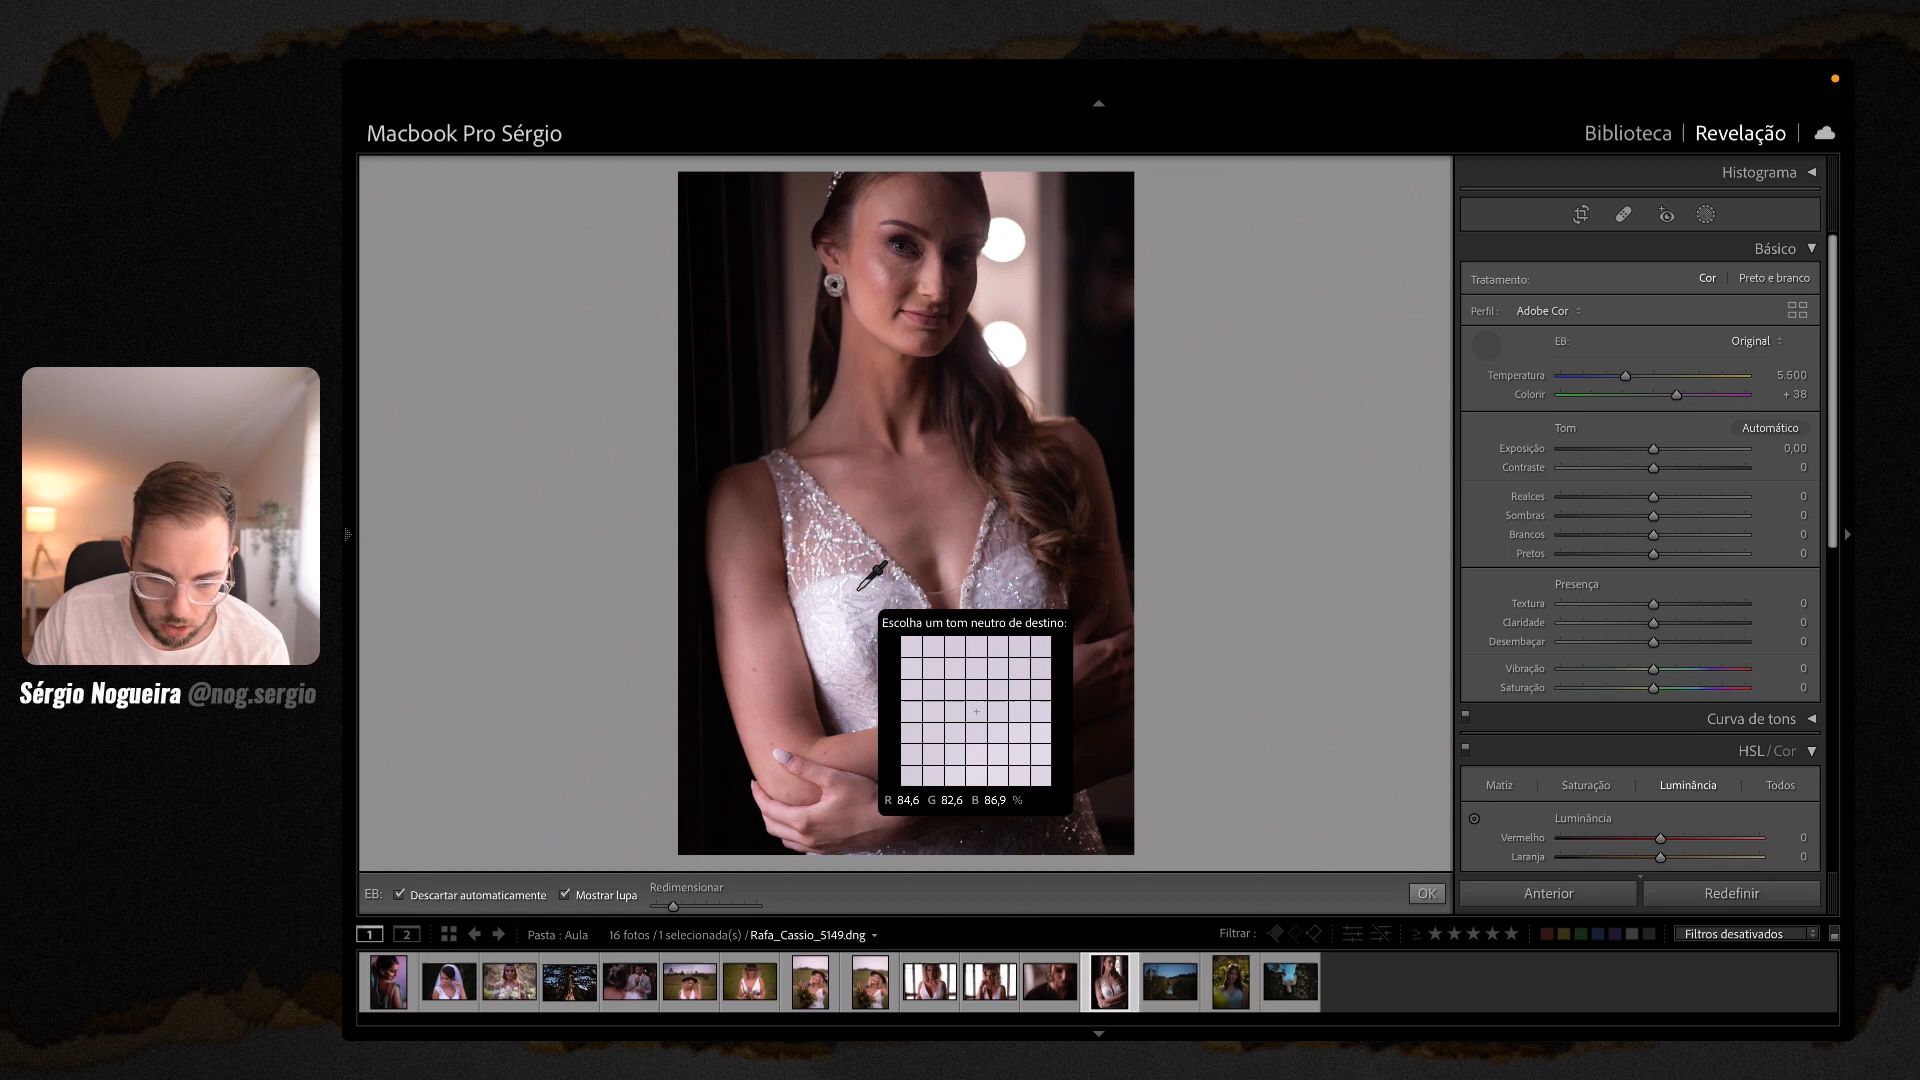 Macbook Pro Sérgio
Biblioteca | Revelação
Histograma
Básico
Tratamento: Cor | Preto e branco
Perfil: Adobe Cor
EB: Original
Temperatura 5.500
Colorir + 38
Tom Automático
Exposição 0,00
Contraste 0
Realces 0
Sombras 0
Brancos 0
Pretos 0
Presença
Textura 0
Claridade 0
Desembaçar 0
Vibração 0
Saturação 0
Curva de tons
HSL / Cor
Matiz | Saturação | Luminância | Todos
Luminância
Vermelho 0
Laranja 0
Anterior Redefinir
Escolha um tom neutro de destino:
R 84,6 G 82,6 B 86,9 %
Sérgio Nogueira @nog.sergio
EB: Descartar automaticamente Mostrar lupa Redimensionar OK
1 2 Pasta : Aula 16 fotos /1 selecionada(s) /Rafa_Cassio_5149.dng Filtrar : ≥ ★★★★★ Filtros desativados